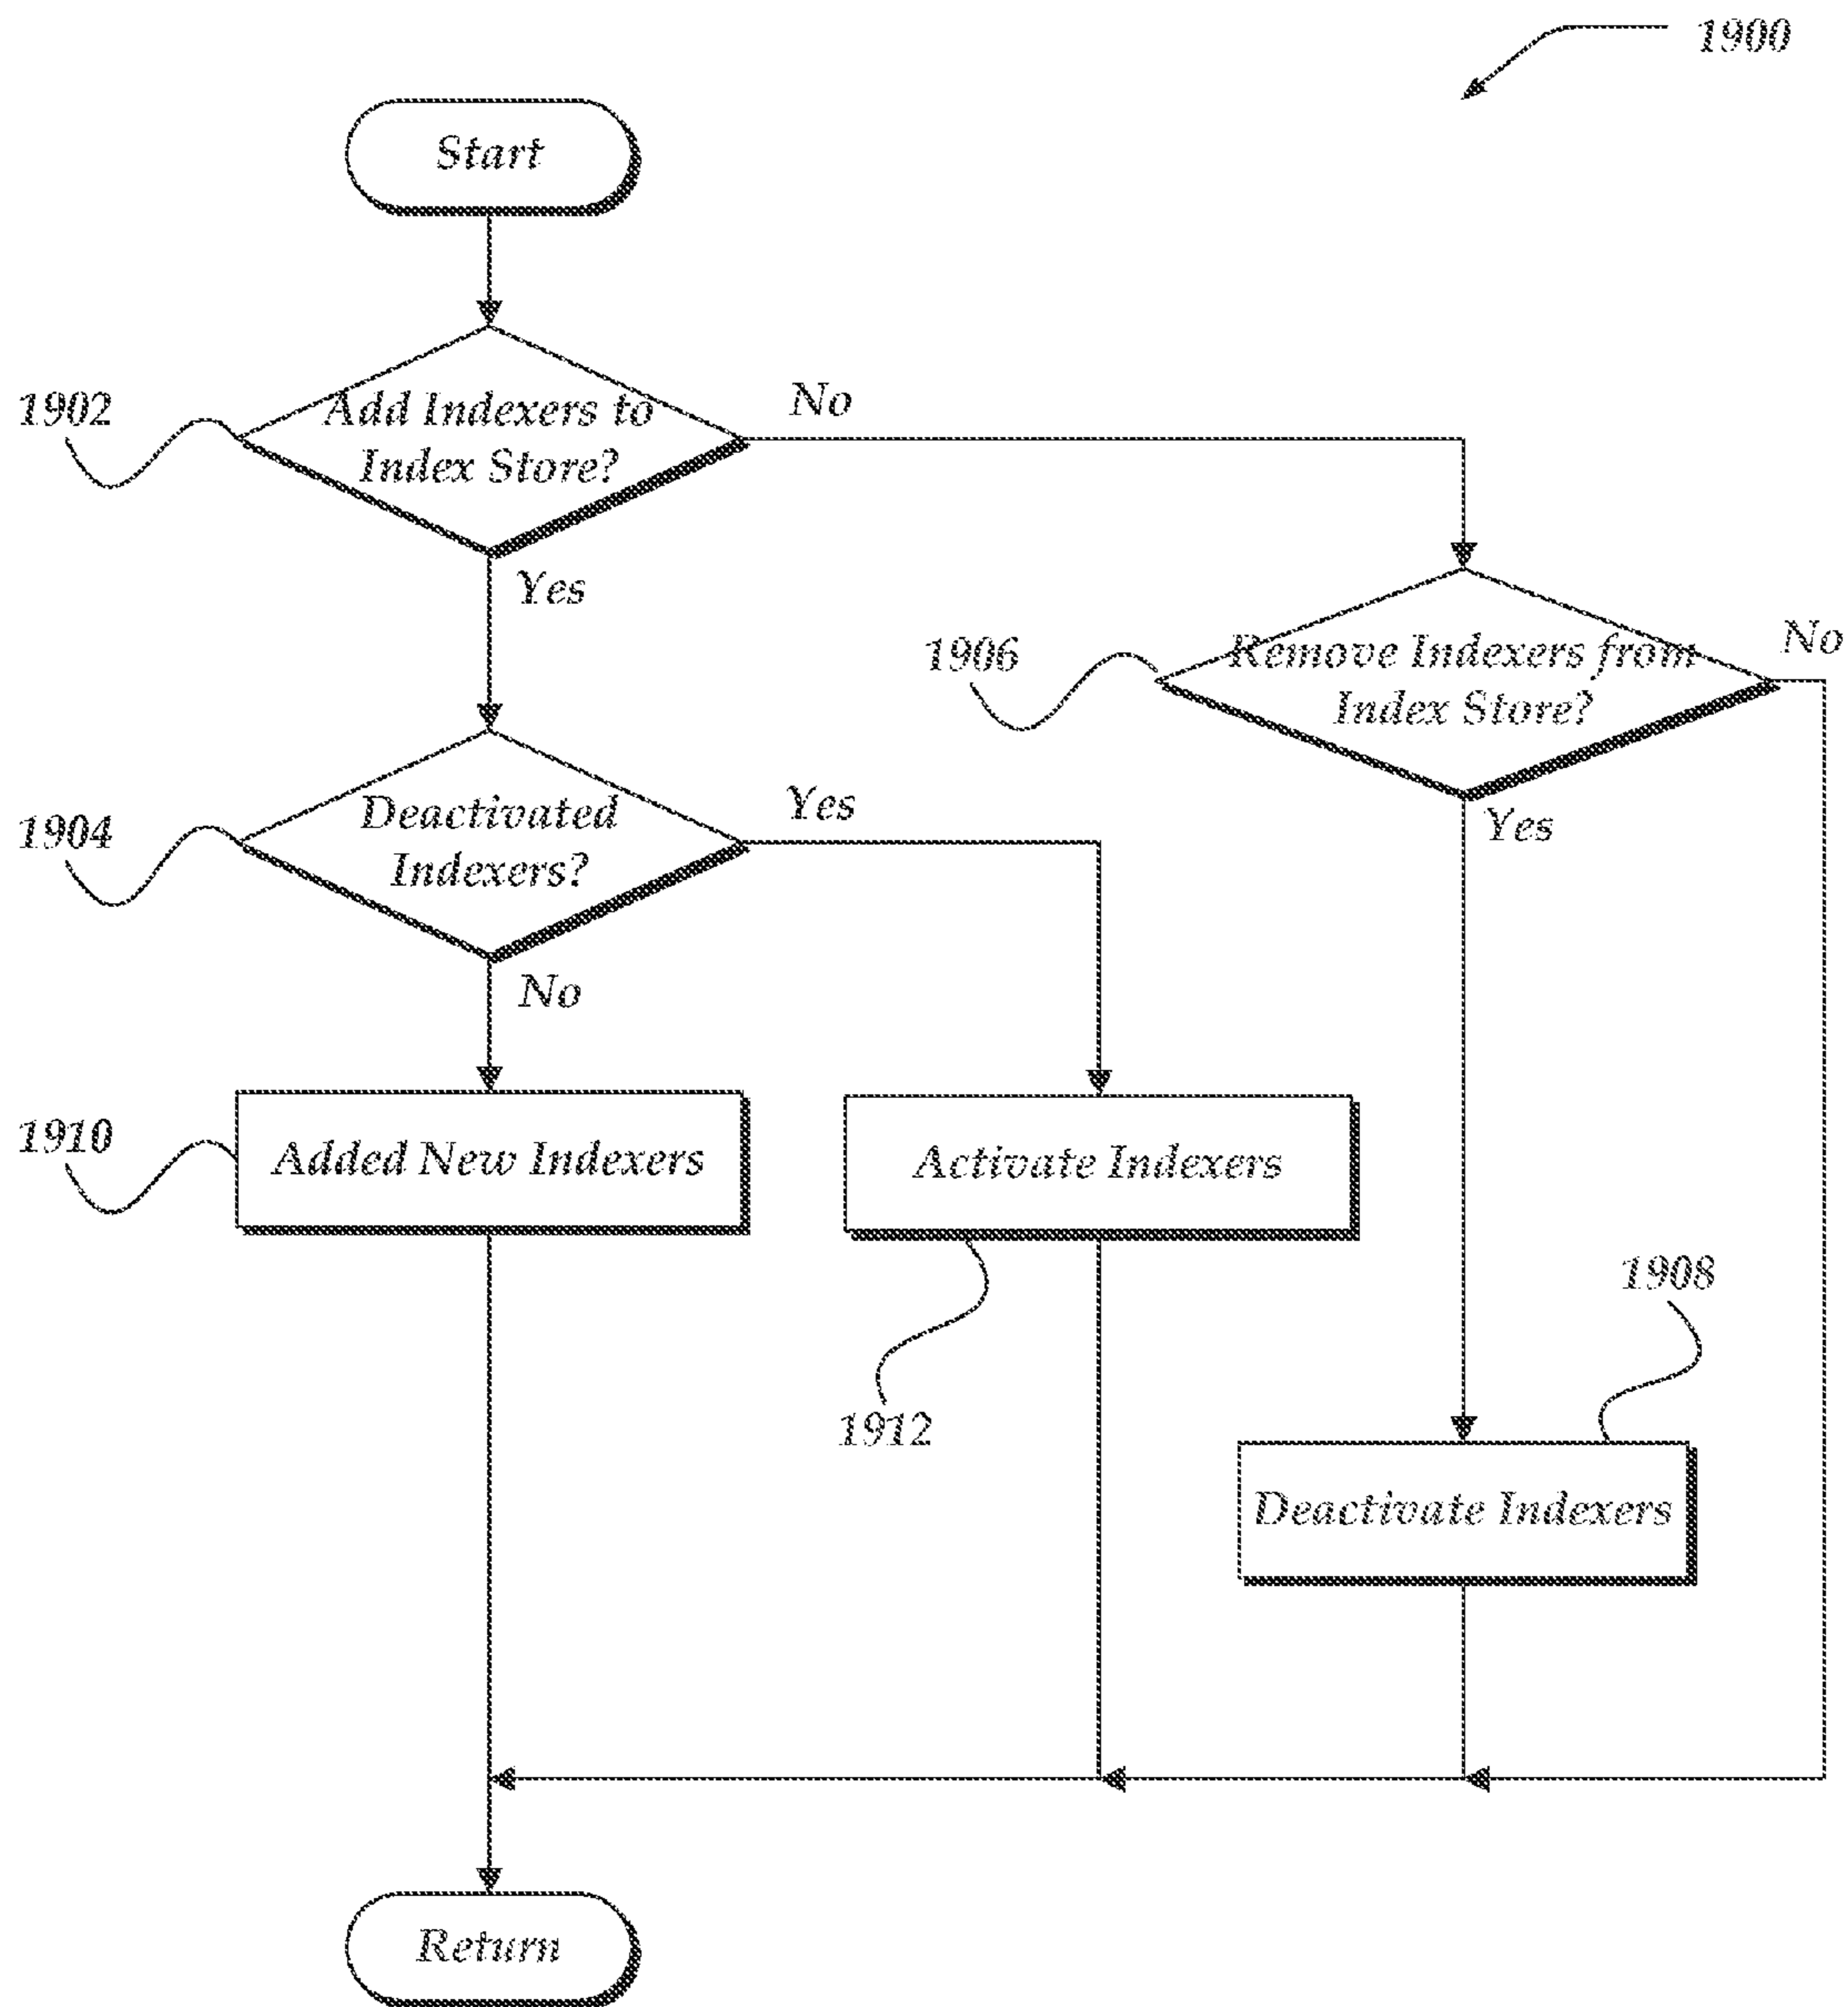 1900
Start
1902
Add Indexers to
Index Store?
No
Yes
1906
Remove Indexers from
Index Store?
No
Yes
1904
Deactivated
Indexers?
Yes
No
1910
Added New Indexers
Activate Indexers
1912
1908
Deactivate Indexers
Return